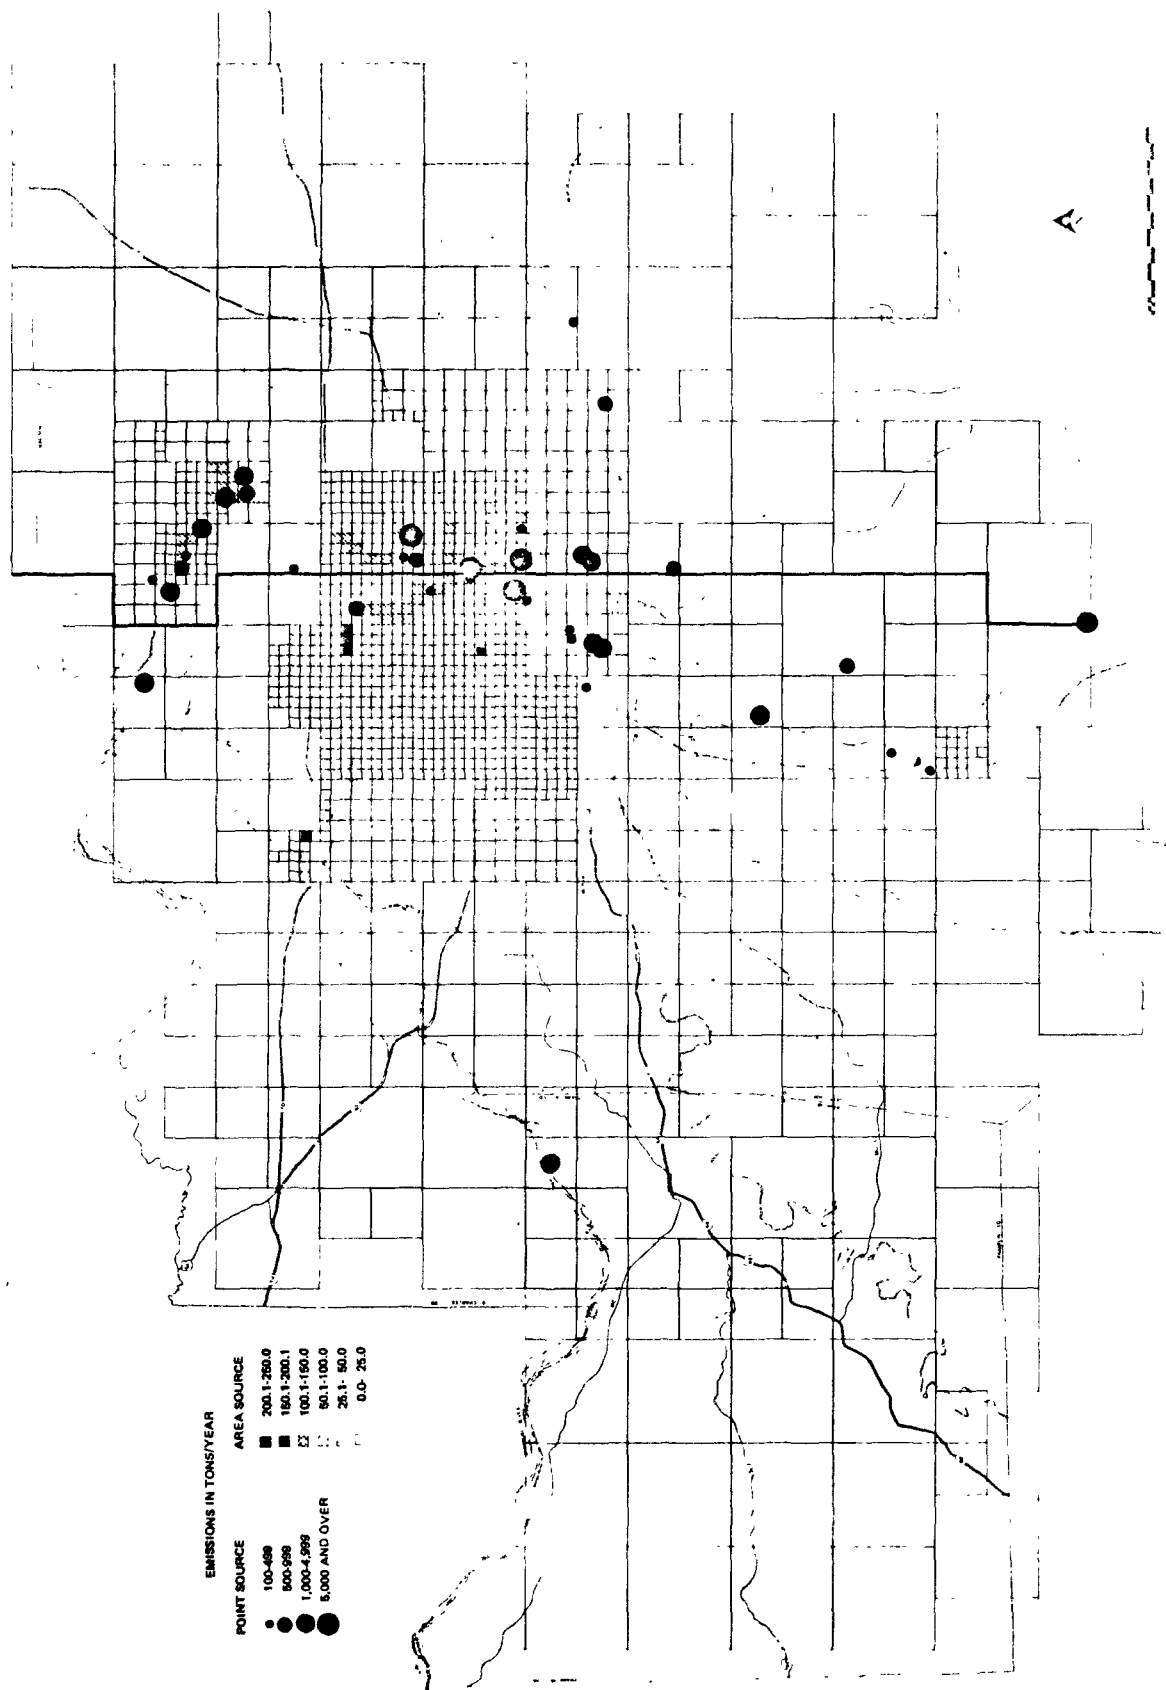 EMISSIONS IN TONS/YEAR
POINT SOURCE
100-499
500-999
1,000-4,999
5,000 AND OVER
AREA SOURCE
200.1-250.0
150.1-200.1
100.1-150.0
50.1-100.0
25.1- 50.0
0.0- 25.0